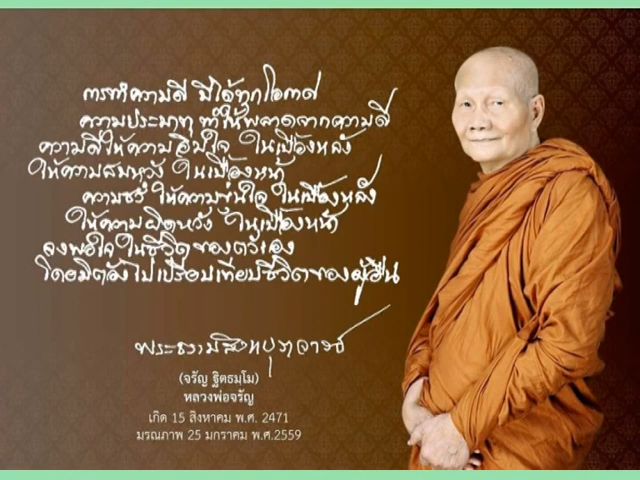 การทำความดี มีได้ทุกโอกาส
ความประมาท ทำให้พลาดจากความดี
ความดีให้ความอิ่มใจ ในเบื้องหลัง
ให้ความสมหวัง ในเบื้องหน้า
ความชั่ว ให้ความขุ่นใจ ในเบื้องหลัง
ให้ความผิดหวัง ในเบื้องหน้า
จงพอใจ ในชีวิตของตัวเอง
โดยมิต้องไปเปรียบเทียบชีวิตของผู้อื่น
พระธรรมสิงหบุราจารย์
(จรัญ ฐิตธมฺโม)
หลวงพ่อจรัญ
เกิด 15 สิงหาคม พ.ศ. 2471
มรณภาพ 25 มกราคม พ.ศ.2559